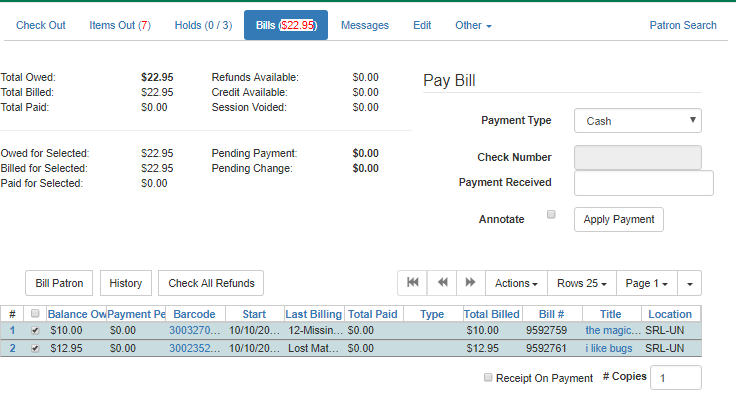 Check Out Items Out (7) Holds (0 / 3) Bills ($22.95) Messages Edit Other Patron Search
Total Owed: $22.95 Refunds Available: $0.00
Total Billed: $22.95 Credit Available: $0.00
Total Paid: $0.00 Session Voided: $0.00
Owed for Selected: $22.95 Pending Payment: $0.00
Billed for Selected: $22.95 Pending Change: $0.00
Paid for Selected: $0.00
Pay Bill
Payment Type Cash
Check Number
Payment Received
Annotate Apply Payment
Bill Patron History Check All Refunds Actions Rows 25 Page 1
# Balance Ow Payment Pe Barcode Start Last Billing Total Paid Type Total Billed Bill # Title Location
1 $10.00 $0.00 3003270... 10/10/20... 12-Missin... $0.00 $10.00 9592759 the magic... SRL-UN
2 $12.95 $0.00 3002352... 10/10/20... Lost Mat... $0.00 $12.95 9592761 i like bugs SRL-UN
Receipt On Payment # Copies 1